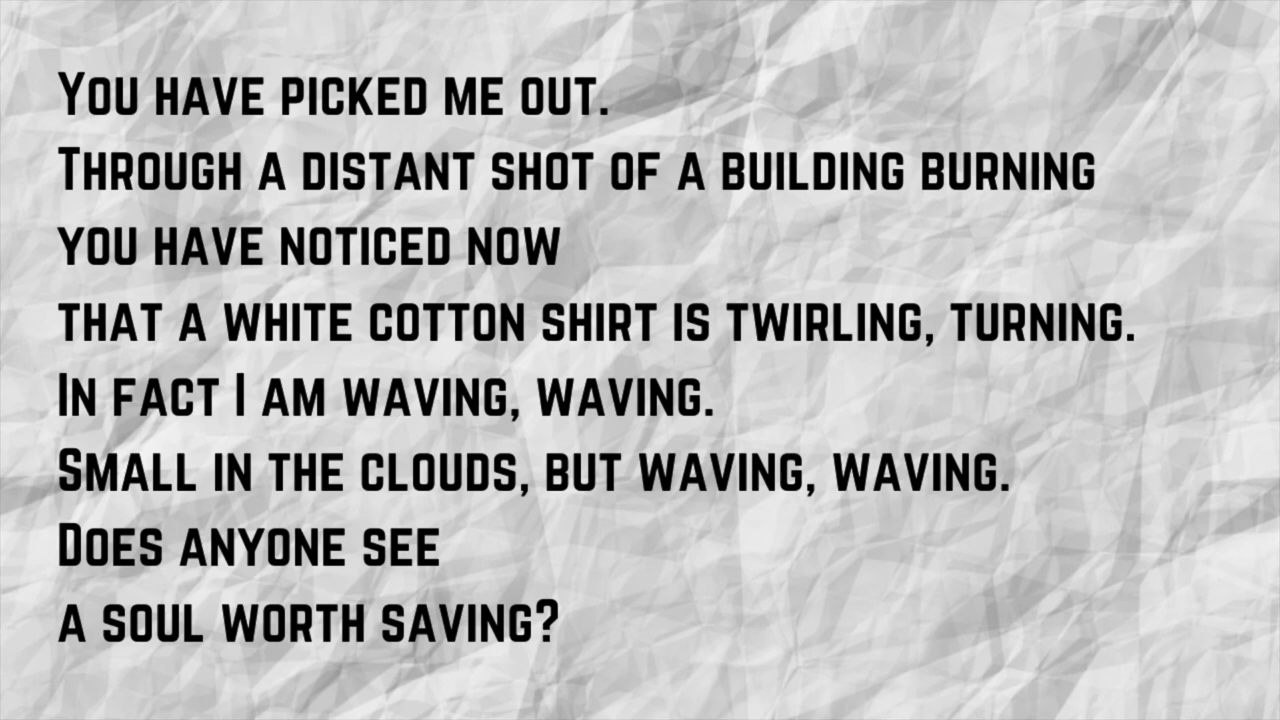 You have picked me out.
Through a distant shot of a building burning
you have noticed now
that a white cotton shirt is twirling, turning.
In fact I am waving, waving.
Small in the clouds, but waving, waving.
Does anyone see
a soul worth saving?